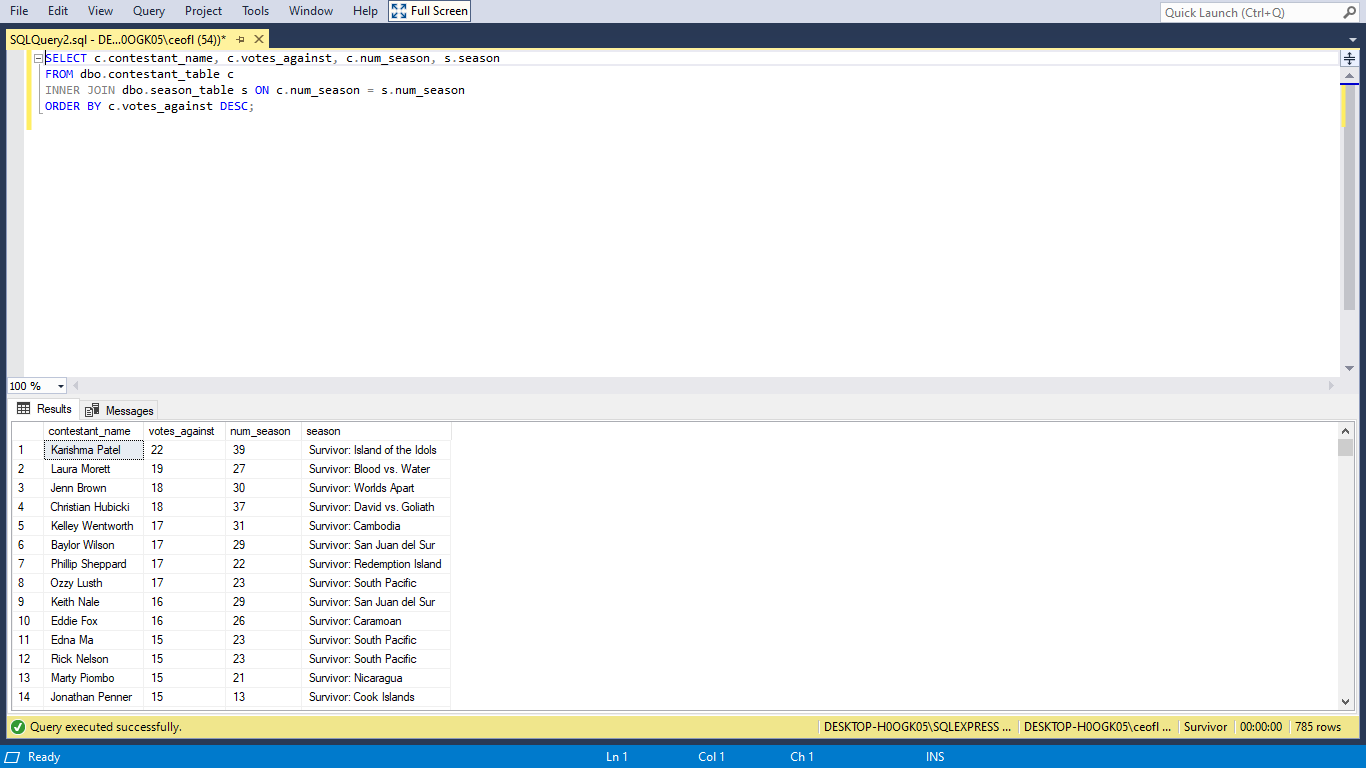 File Edit View Query Project Tools Window Help Full Screen
Quick Launch (Ctrl+Q)
SQLQuery2.sql - DE...0OGK05\ceofl (54))*
SELECT c.contestant_name, c.votes_against, c.num_season, s.season
FROM dbo.contestant_table c
INNER JOIN dbo.season_table s ON c.num_season = s.num_season
ORDER BY c.votes_against DESC;
100 %
Results Messages
contestant_name votes_against num_season season
1 Karishma Patel 22 39 Survivor: Island of the Idols
2 Laura Morett 19 27 Survivor: Blood vs. Water
3 Jenn Brown 18 30 Survivor: Worlds Apart
4 Christian Hubicki 18 37 Survivor: David vs. Goliath
5 Kelley Wentworth 17 31 Survivor: Cambodia
6 Baylor Wilson 17 29 Survivor: San Juan del Sur
7 Phillip Sheppard 17 22 Survivor: Redemption Island
8 Ozzy Lusth 17 23 Survivor: South Pacific
9 Keith Nale 16 29 Survivor: San Juan del Sur
10 Eddie Fox 16 26 Survivor: Caramoan
11 Edna Ma 15 23 Survivor: South Pacific
12 Rick Nelson 15 23 Survivor: South Pacific
13 Marty Piombo 15 21 Survivor: Nicaragua
14 Jonathan Penner 15 13 Survivor: Cook Islands
Query executed successfully. DESKTOP-H0OGK05\SQLEXPRESS ... DESKTOP-H0OGK05\ceofl ... Survivor 00:00:00 785 rows
Ready Ln 1 Col 1 Ch 1 INS